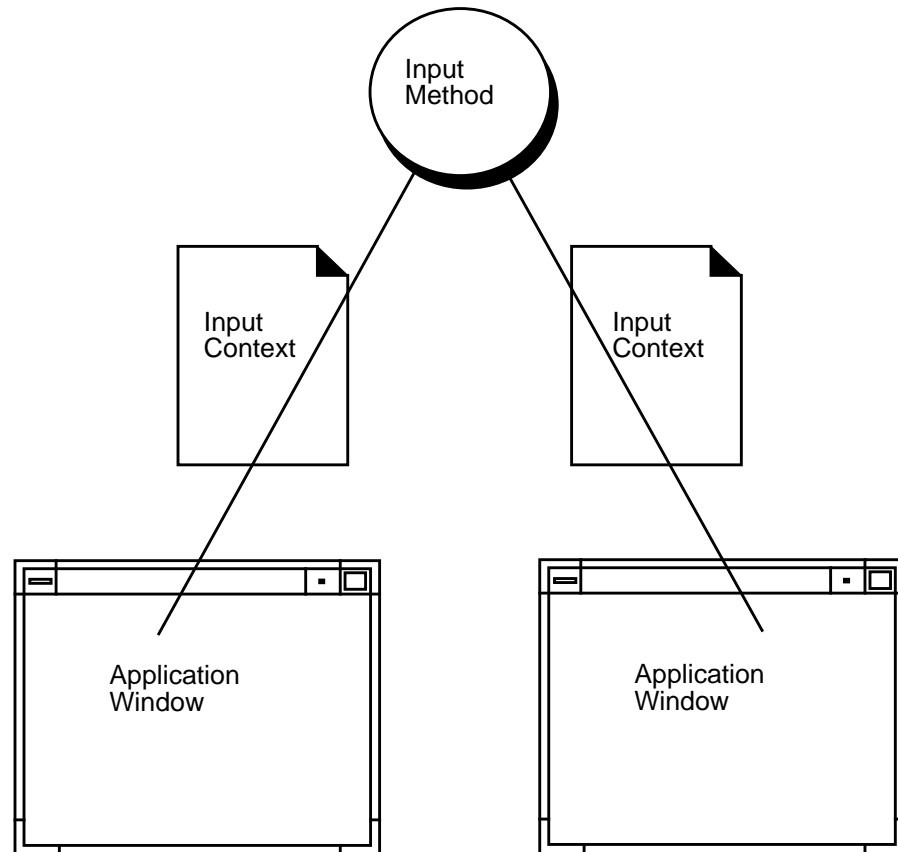 Input
Method
Input
Context
Input
Context
Application
Window
Application
Window